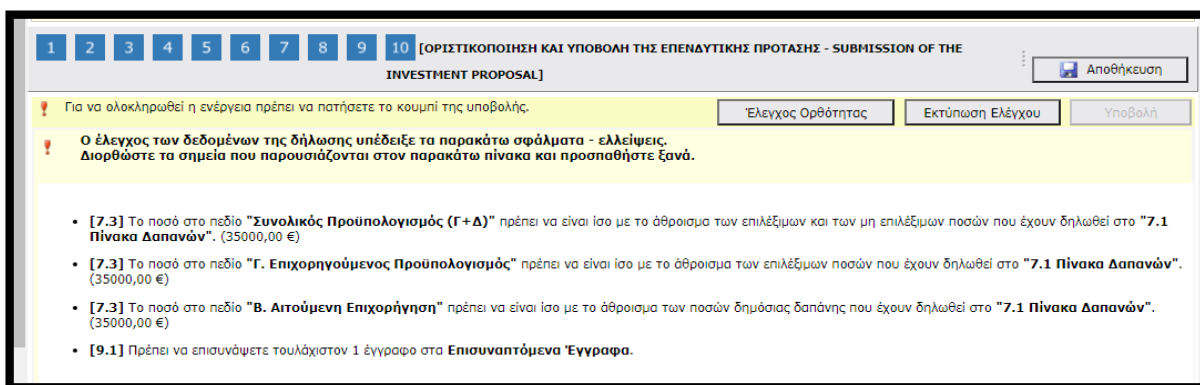 1 2 3 4 5 6 7 8 9 10 [ΟΡΙΣΤΙΚΟΠΟΙΗΣΗ ΚΑΙ ΥΠΟΒΟΛΗ ΤΗΣ ΕΠΕΝΔΥΤΙΚΗΣ ΠΡΟΤΑΣΗΣ - SUBMISSION OF THE
INVESTMENT PROPOSAL]
Αποθήκευση
Για να ολοκληρωθεί η ενέργεια πρέπει να πατήσετε το κουμπί της υποβολής.
Έλεγχος Ορθότητας Εκτύπωση Ελέγχου Υποβολή
Ο έλεγχος των δεδομένων της δήλωσης υπέδειξε τα παρακάτω σφάλματα - ελλείψεις.
Διορθώστε τα σημεία που παρουσιάζονται στον παρακάτω πίνακα και προσπαθήστε ξανά.
• [7.3] Το ποσό στο πεδίο "Συνολικός Προϋπολογισμός (Γ+Δ)" πρέπει να είναι ίσο με το άθροισμα των επιλέξιμων και των μη επιλέξιμων ποσών που έχουν δηλωθεί στο "7.1
Πίνακα Δαπανών". (35000,00 €)
• [7.3] Το ποσό στο πεδίο "Γ. Επιχορηγούμενος Προϋπολογισμός" πρέπει να είναι ίσο με το άθροισμα των επιλέξιμων ποσών που έχουν δηλωθεί στο "7.1 Πίνακα Δαπανών".
(35000,00 €)
• [7.3] Το ποσό στο πεδίο "Β. Αιτούμενη Επιχορήγηση" πρέπει να είναι ίσο με το άθροισμα των ποσών δημόσιας δαπάνης που έχουν δηλωθεί στο "7.1 Πίνακα Δαπανών".
(35000,00 €)
• [9.1] Πρέπει να επισυνάψετε τουλάχιστον 1 έγγραφο στα Επισυναπτόμενα Έγγραφα.